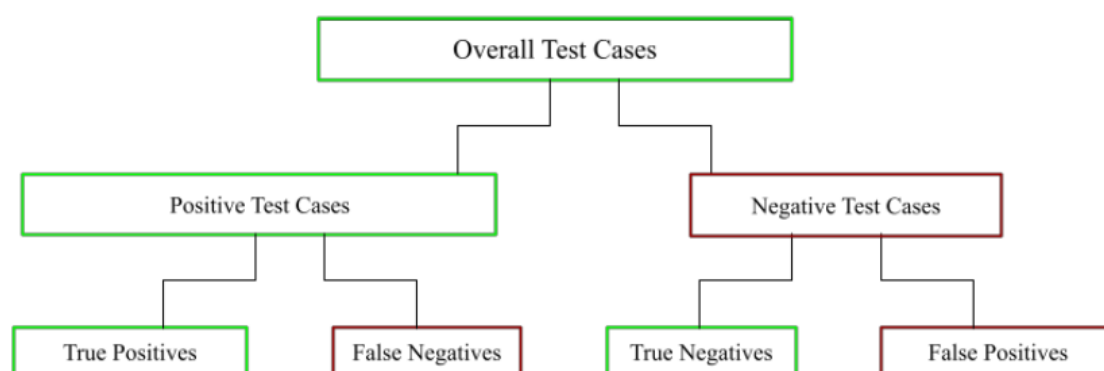 Overall Test Cases
Positive Test Cases
Negative Test Cases
True Positives
False Negatives
True Negatives
False Positives